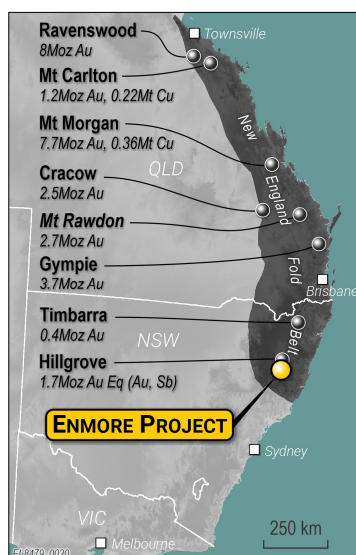 Ravenswood
8Moz Au
Townsville
Mt Carlton
1.2Moz Au, 0.22Mt Cu
Mt Morgan
7.7Moz Au, 0.36Mt Cu
QLD
Cracow
2.5Moz Au
Mt Rawdon
2.7Moz Au
Gympie
3.7Moz Au
New England Fold Belt
Brisbane
Timbarra
0.4Moz Au
NSW
Hillgrove
1.7Moz Au Eq (Au, Sb)
ENMORE PROJECT
Sydney
VIC
250 km
Melbourne